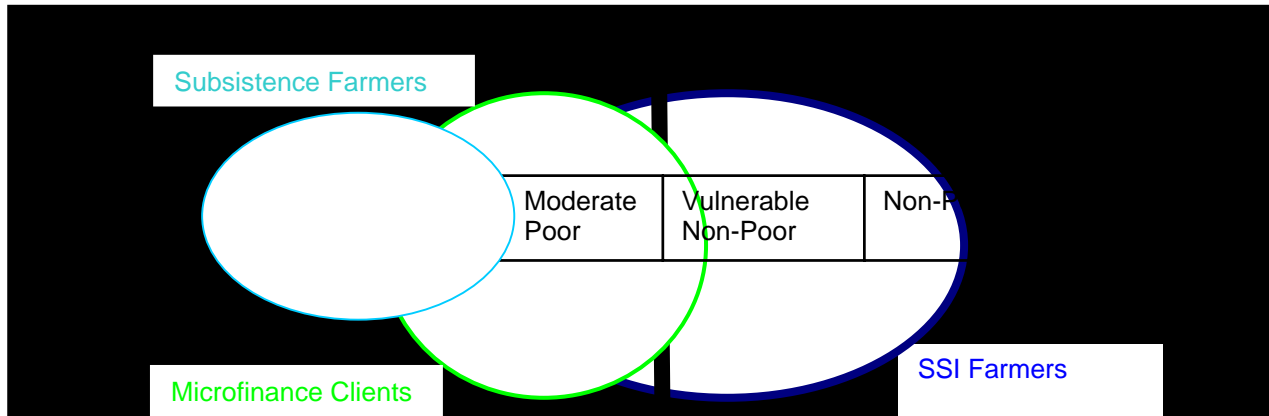 Subsistence Farmers
Moderate
Poor
Vulnerable
Non-Poor
Microfinance Clients
SSI Farmers